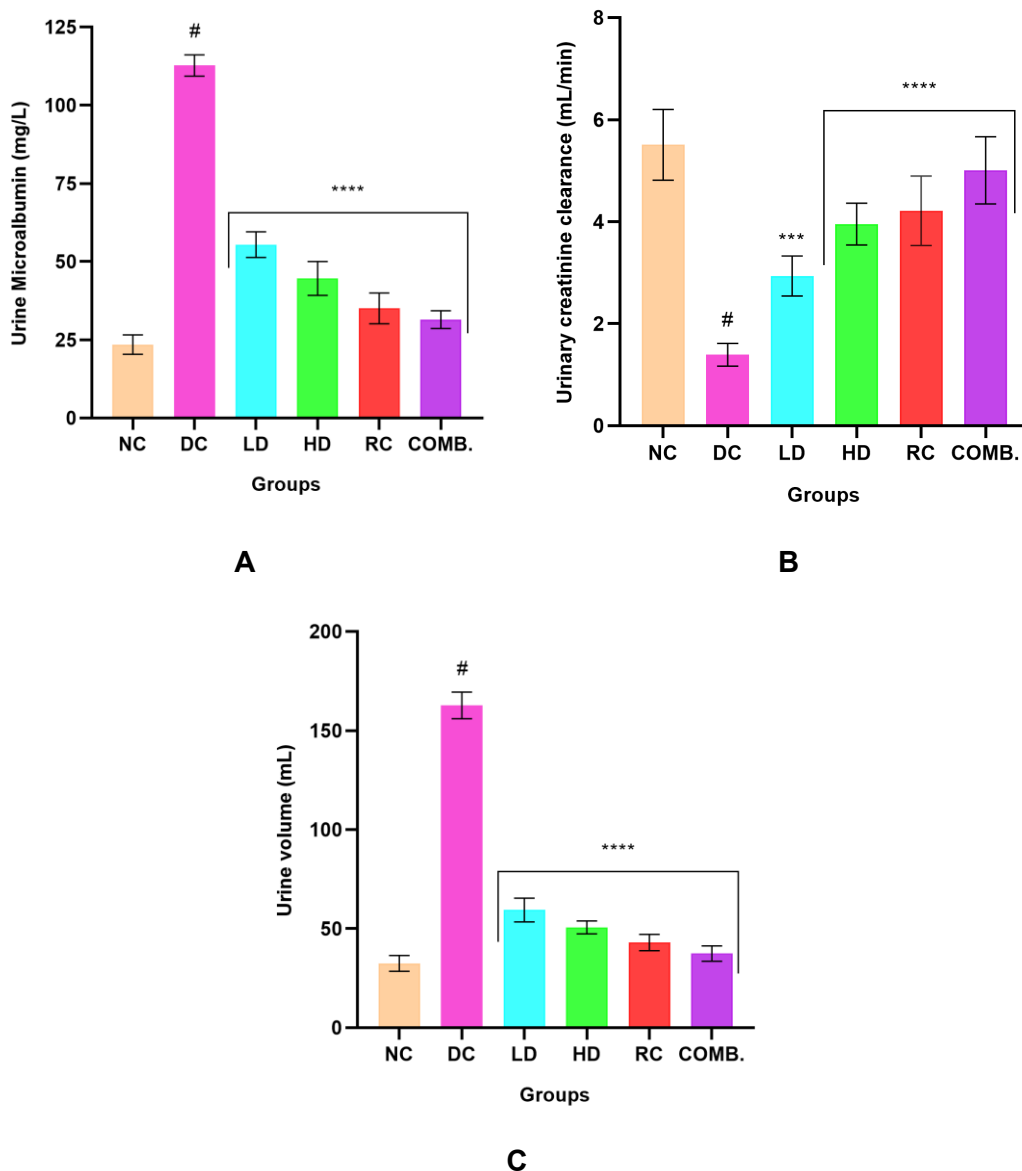 125
100
75
50
25
0
Urine Microalbumin (mg/L)
#
****
NC DC LD HD RC COMB.
Groups
A
8
6
4
2
0
Urinary creatinine clearance (mL/min)
#
***
****
NC DC LD HD RC COMB.
Groups
B
200
150
100
50
0
Urine volume (mL)
#
****
NC DC LD HD RC COMB.
Groups
C